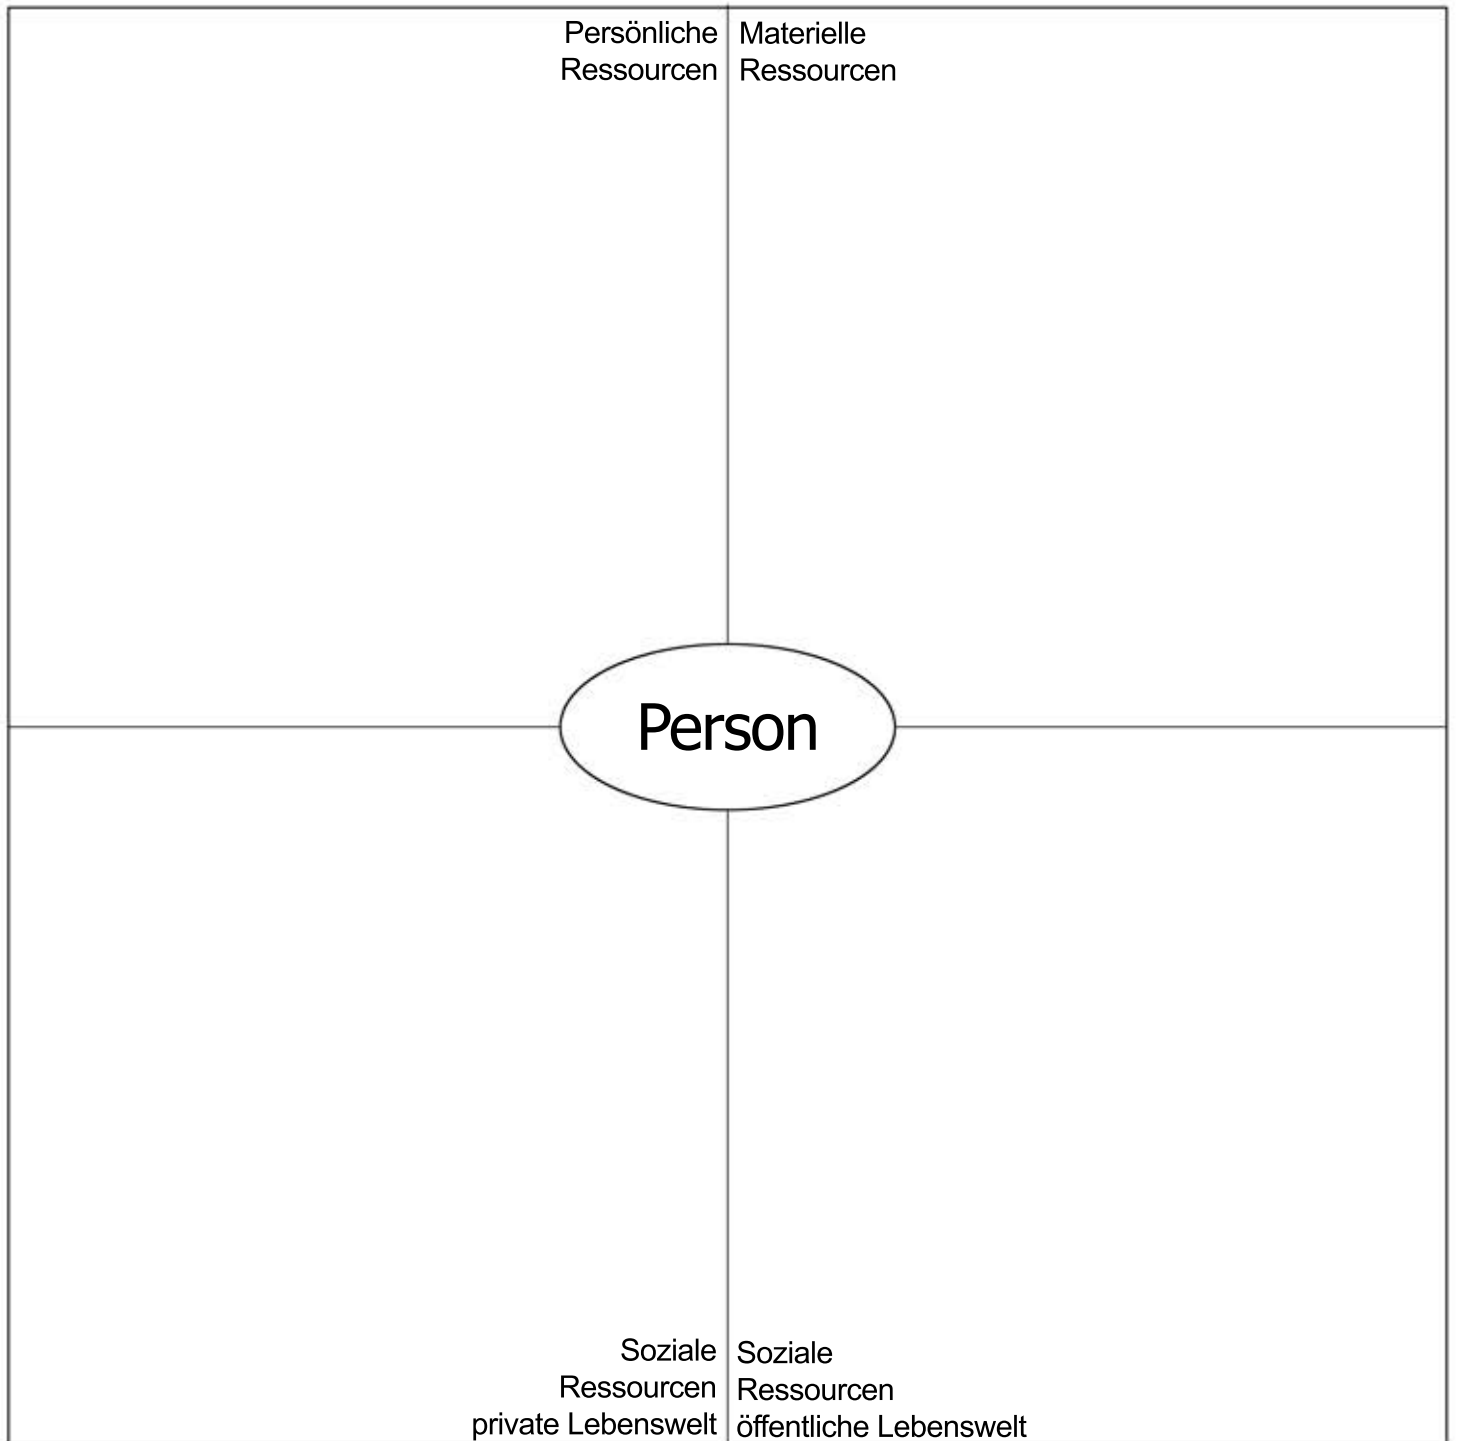 Persönliche
Ressourcen
Materielle
Ressourcen
Person
Soziale
Ressourcen
private Lebenswelt
Soziale
Ressourcen
öffentliche Lebenswelt